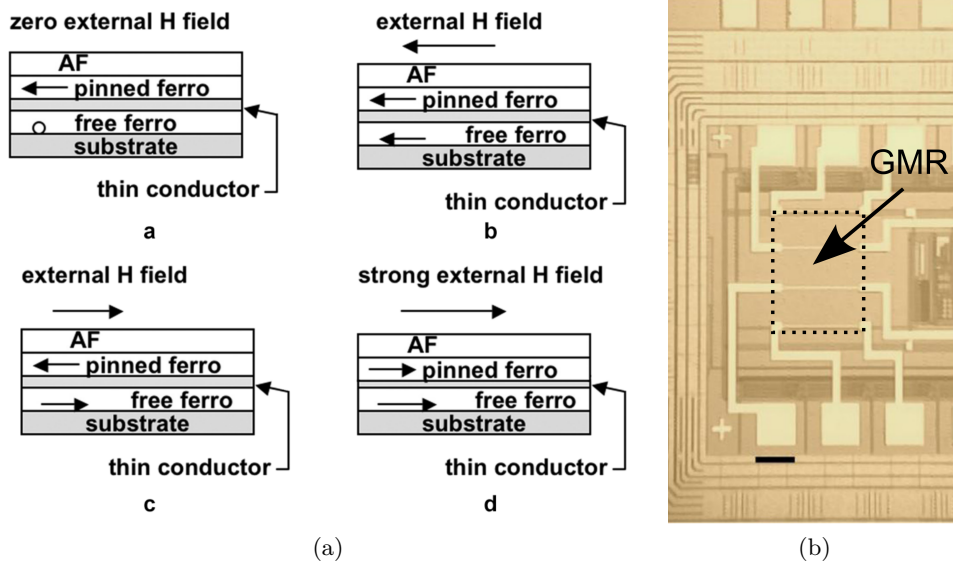 zero external H field
AF
pinned ferro
free ferro
substrate
thin conductor
a
external H field
AF
pinned ferro
free ferro
substrate
thin conductor
b
external H field
AF
pinned ferro
free ferro
substrate
thin conductor
c
strong external H field
AF
pinned ferro
free ferro
substrate
thin conductor
d
(a)
GMR
(b)